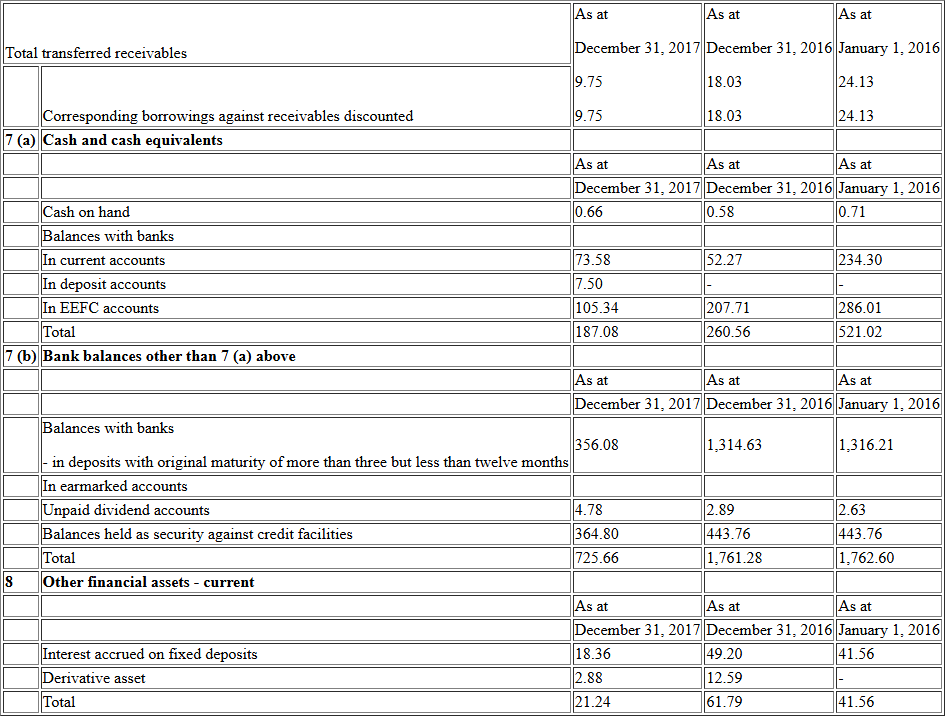 Total transferred receivables
As at As at As at
December 31, 2017 December 31, 2016 January 1, 2016
9.75 18.03 24.13
Corresponding borrowings against receivables discounted 9.75 18.03 24.13
7 (a) Cash and cash equivalents
As at As at As at
December 31, 2017 December 31, 2016 January 1, 2016
Cash on hand 0.66 0.58 0.71
Balances with banks
In current accounts 73.58 52.27 234.30
In deposit accounts 7.50 - -
In EEFC accounts 105.34 207.71 286.01
Total 187.08 260.56 521.02
7 (b) Bank balances other than 7 (a) above
As at As at As at
December 31, 2017 December 31, 2016 January 1, 2016
Balances with banks
- in deposits with original maturity of more than three but less than twelve months 356.08 1,314.63 1,316.21
In earmarked accounts
Unpaid dividend accounts 4.78 2.89 2.63
Balances held as security against credit facilities 364.80 443.76 443.76
Total 725.66 1,761.28 1,762.60
8 Other financial assets - current
As at As at As at
December 31, 2017 December 31, 2016 January 1, 2016
Interest accrued on fixed deposits 18.36 49.20 41.56
Derivative asset 2.88 12.59 -
Total 21.24 61.79 41.56